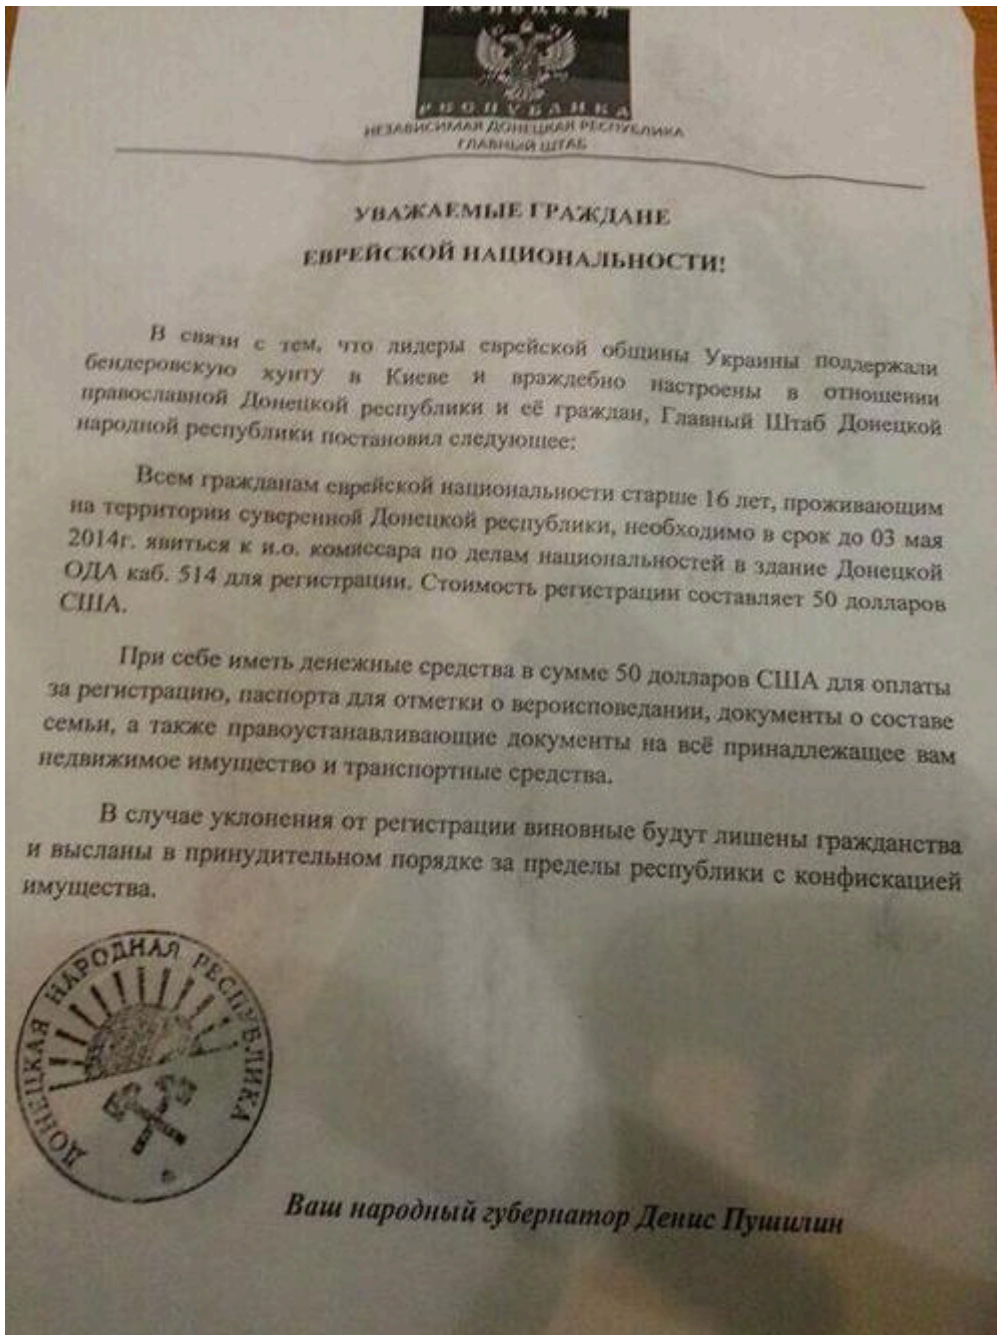 ДОНЕЦКАЯ
РЕСПУБЛИКА
НЕЗАВИСИМАЯ ДОНЕЦКАЯ РЕСПУБЛИКА
ГЛАВНЫЙ ШТАБ
УВАЖАЕМЫЕ ГРАЖДАНЕ
ЕВРЕЙСКОЙ НАЦИОНАЛЬНОСТИ!
В связи с тем, что лидеры еврейской общины Украины поддержали
бендеровскую хунту в Киеве и враждебно настроены в отношении
православной Донецкой республики и её граждан, Главный Штаб Донецкой
народной республики постановил следующее:
Всем гражданам еврейской национальности старше 16 лет, проживающим
на территории суверенной Донецкой республики, необходимо в срок до 03 мая
2014г. явиться к и.о. комиссара по делам национальностей в здание Донецкой
ОДА каб. 514 для регистрации. Стоимость регистрации составляет 50 долларов
США.
При себе иметь денежные средства в сумме 50 долларов США для оплаты
за регистрацию, паспорта для отметки о вероисповедании, документы о составе
семьи, а также правоустанавливающие документы на всё принадлежащее вам
недвижимое имущество и транспортные средства.
В случае уклонения от регистрации виновные будут лишены гражданства
и высланы в принудительном порядке за пределы республики с конфискацией
имущества.
ДОНЕЦКАЯ НАРОДНАЯ РЕСПУБЛИКА
Ваш народный губернатор Денис Пушилин